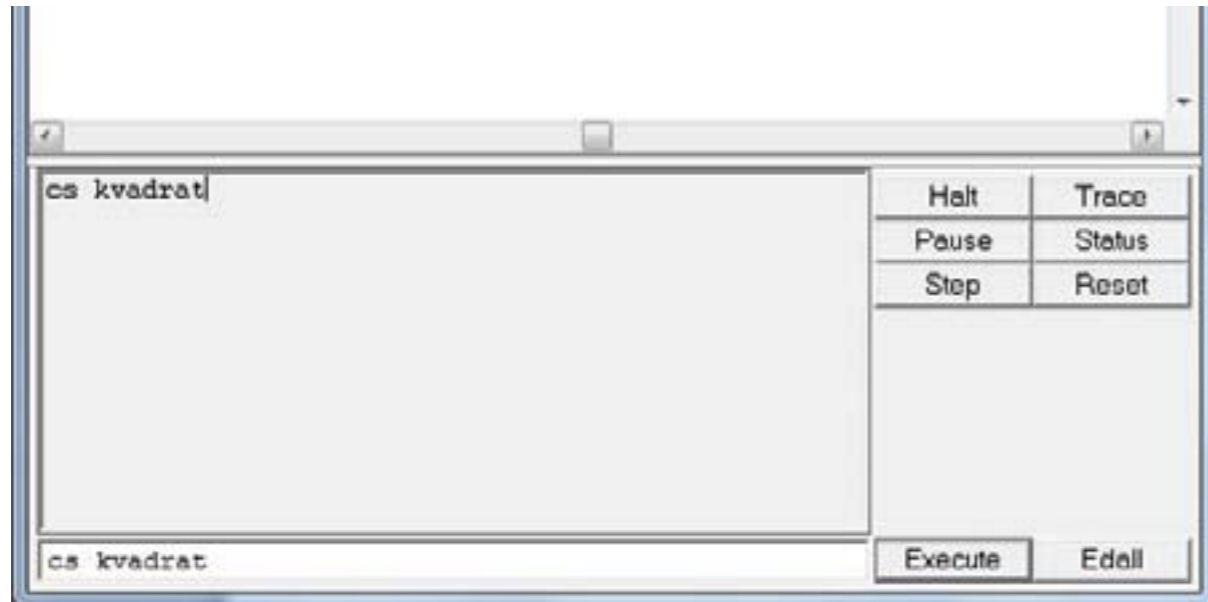 cs kvadrat
Halt Trace
Pause Status
Step Reset
cs kvadrat
Execute Edall